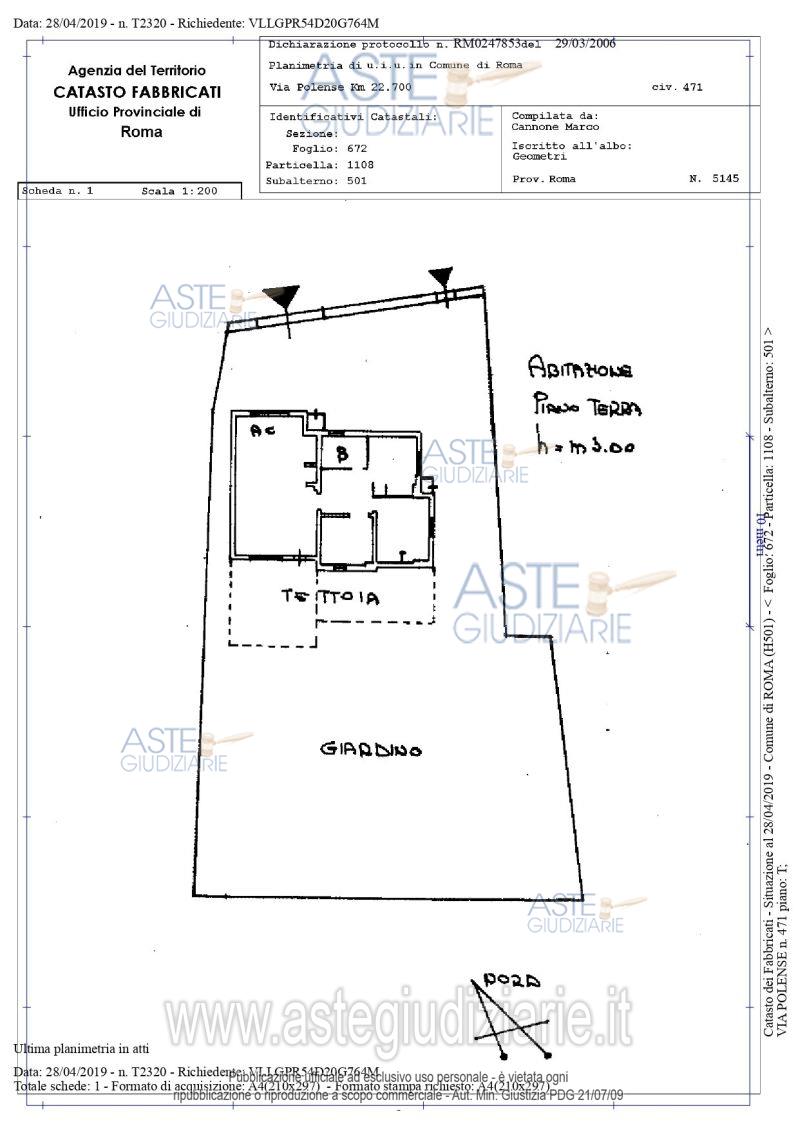 Data: 28/04/2019 - n. T2320 - Richiedente: VLLGPR54D20G764M
Agenzia del Territorio
CATASTO FABBRICATI
Ufficio Provinciale di
Roma
Dichiarazione protocollo n. RM0247853del 29/03/2006
Planimetria di u.i.u.in Comune di Roma
Via Polense Km 22.700 civ. 471
Identificativi Catastali:
Sezione:
Foglio: 672
Particella: 1108
Subalterno: 501
Compilata da:
Cannone Marco
Iscritto all'albo:
Geometri
Prov. Roma N. 5145
Scheda n. 1 Scala 1:200
ASTE
GIUDIZIARIE
ASTE
GIUDIZIARIE
ABITAZIONE
PIANO TERRA
h = m 3.00
AC
B
ASTE
GIUDIZIARIE
TETTOIA
ASTE
GIUDIZIARIE
GIARDINO
ASTE
GIUDIZIARIE
ASTE
GIUDIZIARIE
NORD
www.astegiudiziarie.it
10 metri
Catasto dei Fabbricati - Situazione al 28/04/2019 - Comune di ROMA (H501) - < Foglio: 672 - Particella: 1108 - Subalterno: 501 >
VIA POLENSE n. 471 piano: T;
Ultima planimetria in atti
Data: 28/04/2019 - n. T2320 - Richiedente: VLLGPR54D20G764M
Totale schede: 1 - Formato di acquisizione: A4(210x297) - Formato stampa richiesto: A4(210x297)
Pubblicazione ufficiale ad esclusivo uso personale - è vietata ogni
ripubblicazione o riproduzione a scopo commerciale - Aut. Min. Giustizia PDG 21/07/09